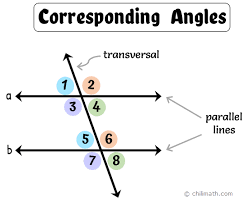 Corresponding Angles
transversal
1 2
a
3 4
parallel
lines
5 6
b
7 8
© chilimath.com